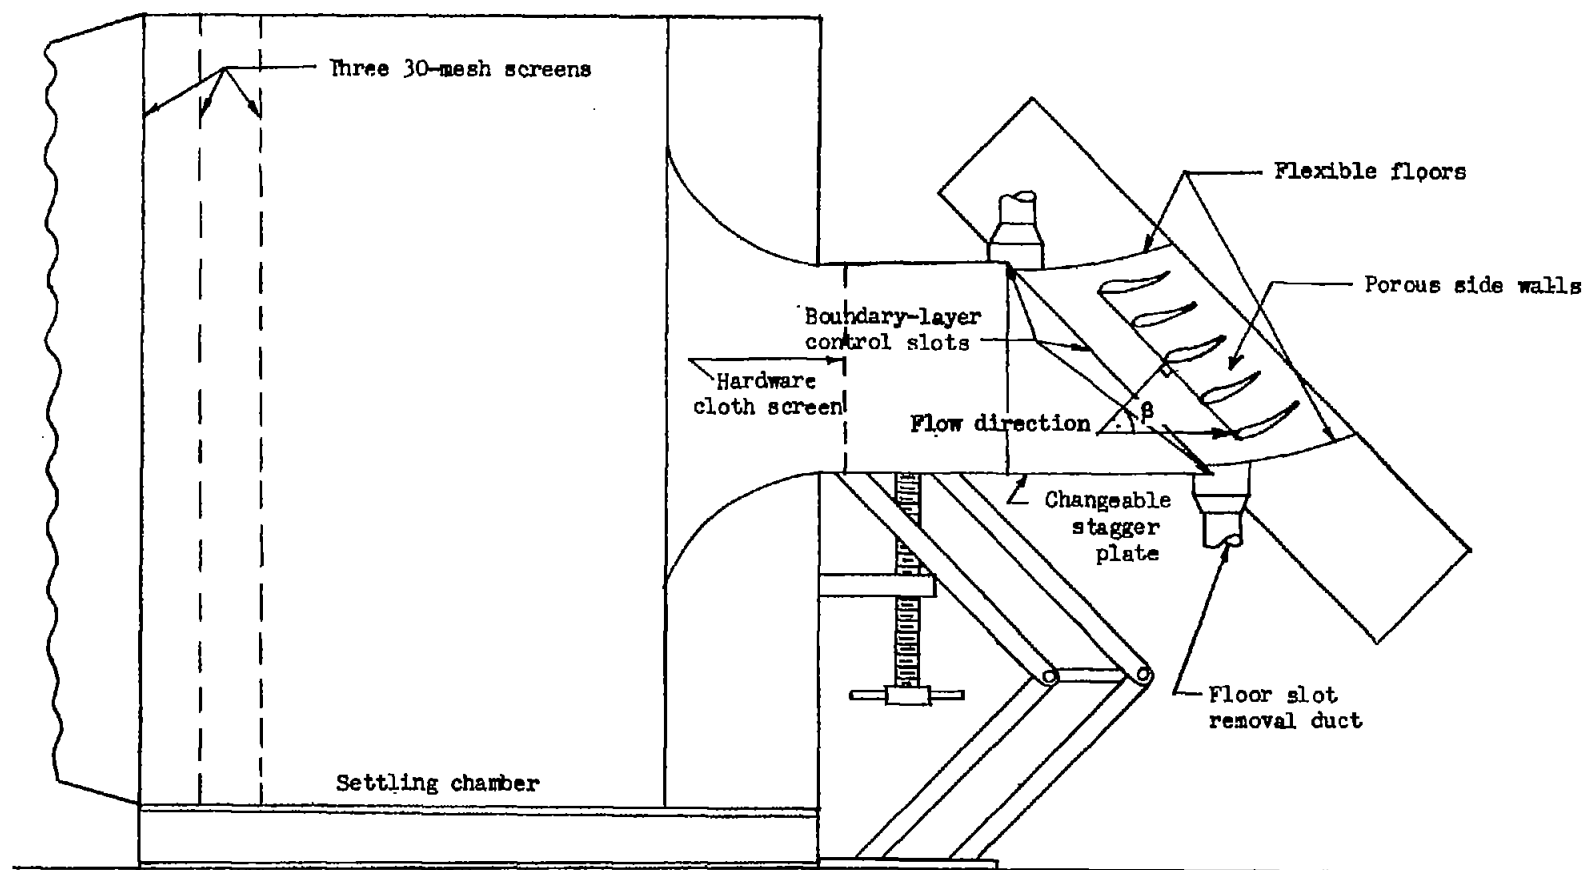 Three 30-mesh screens
Flexible floors
Porous side walls
Boundary-layer
control slots
Hardware
cloth screen
β
Flow direction
Changeable
stagger
plate
Floor slot
removal duct
Settling chamber